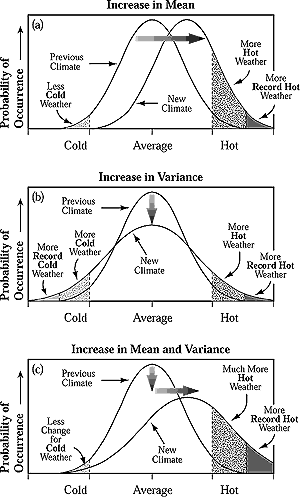 Increase in Mean
(a)
Previous
Climate
Less
Cold
Weather
New
Climate
More
Hot
Weather
More
Record Hot
Weather
Probability of
Occurrence
Cold
Average
Hot
Increase in Variance
(b)
Previous
Climate
More
Record
Cold
Weather
More
Cold
Weather
New
Climate
More
Hot
Weather
More
Record Hot
Weather
Probability of
Occurrence
Cold
Average
Hot
Increase in Mean and Variance
(c)
Previous
Climate
Less
Change
for
Cold
Weather
New
Climate
Much More
Hot
Weather
More
Record Hot
Weather
Probability of
Occurrence
Cold
Average
Hot